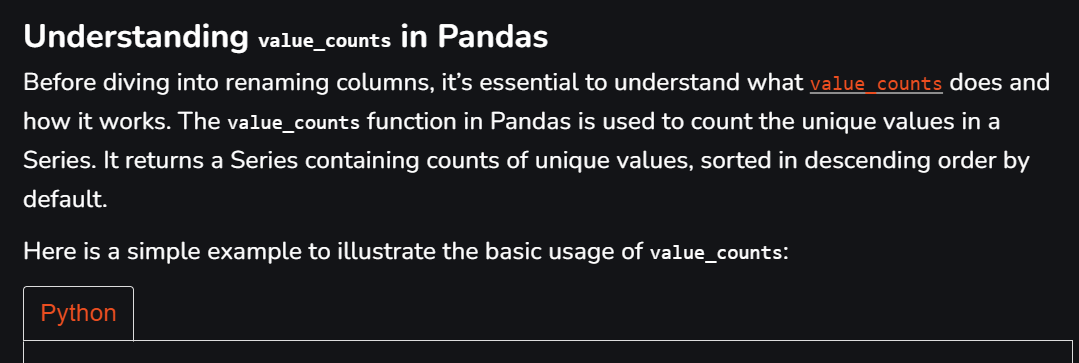 Understanding value_counts in Pandas
Before diving into renaming columns, it’s essential to understand what value_counts does and
how it works. The value_counts function in Pandas is used to count the unique values in a
Series. It returns a Series containing counts of unique values, sorted in descending order by
default.
Here is a simple example to illustrate the basic usage of value_counts:
Python